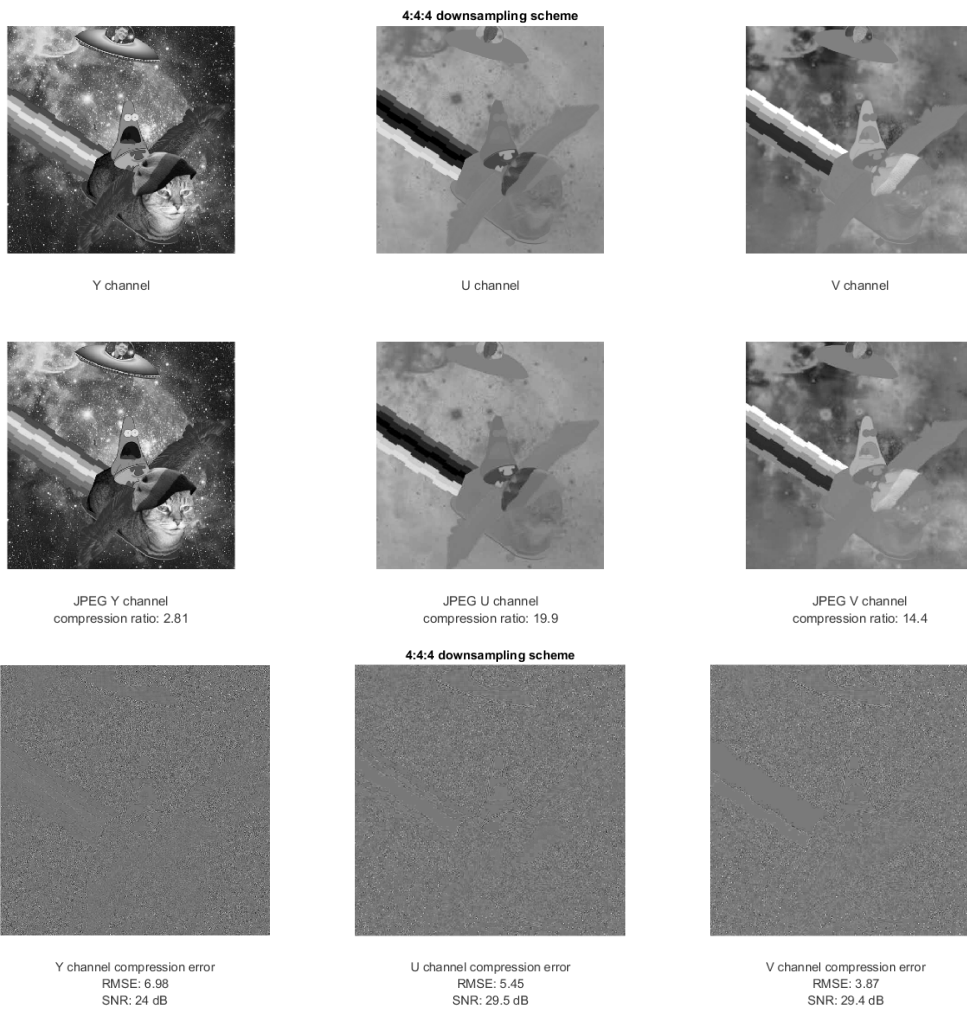 4:4:4 downsampling scheme
Y channel
U channel
V channel
JPEG Y channel
compression ratio: 2.81
JPEG U channel
compression ratio: 19.9
JPEG V channel
compression ratio: 14.4
4:4:4 downsampling scheme
Y channel compression error
RMSE: 6.98
SNR: 24 dB
U channel compression error
RMSE: 5.45
SNR: 29.5 dB
V channel compression error
RMSE: 3.87
SNR: 29.4 dB